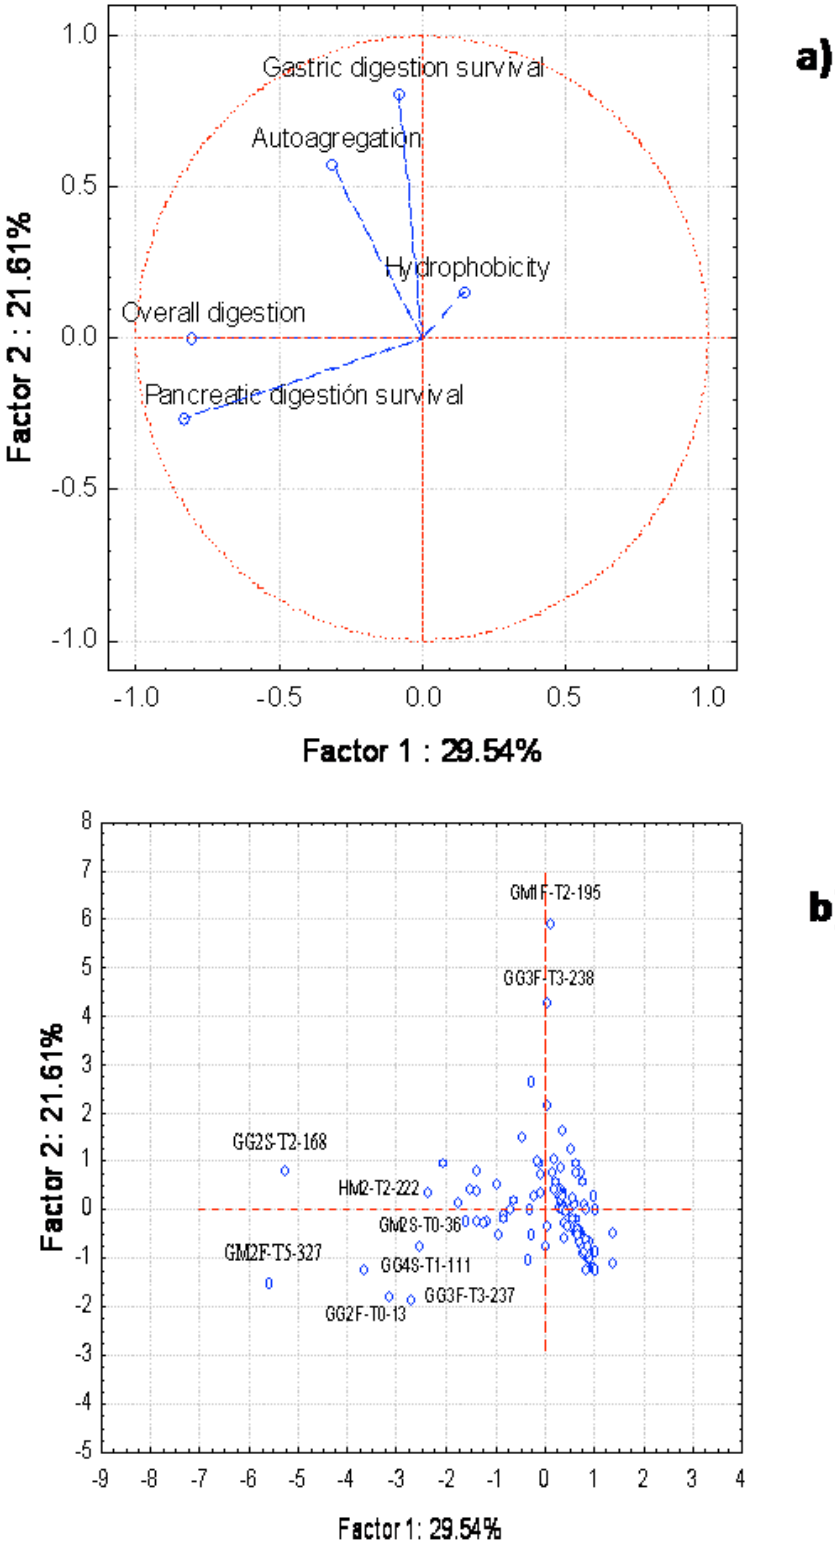 a)
1.0
Gastric digestion survival
Autoagregation
0.5
Hydrophobicity
Overall digestion
0.0
Pancreatic digestión survival
-0.5
-1.0
Factor 2 : 21.61%
-1.0 -0.5 0.0 0.5 1.0
Factor 1 : 29.54%
b
8
7
GM1F-T2-195
6
5
GG3F-T3-238
4
3
2
GG2S-T2-168
1
HM2-T2-222
0
GM2S-T0-36
GM2F-T5-327
-1
GG4S-T1-111
GG3F-T3-237
-2
GG2F-T0-13
-3
-4
-5
Factor 2: 21.61%
-9 -8 -7 -6 -5 -4 -3 -2 -1 0 1 2 3 4
Factor 1: 29.54%